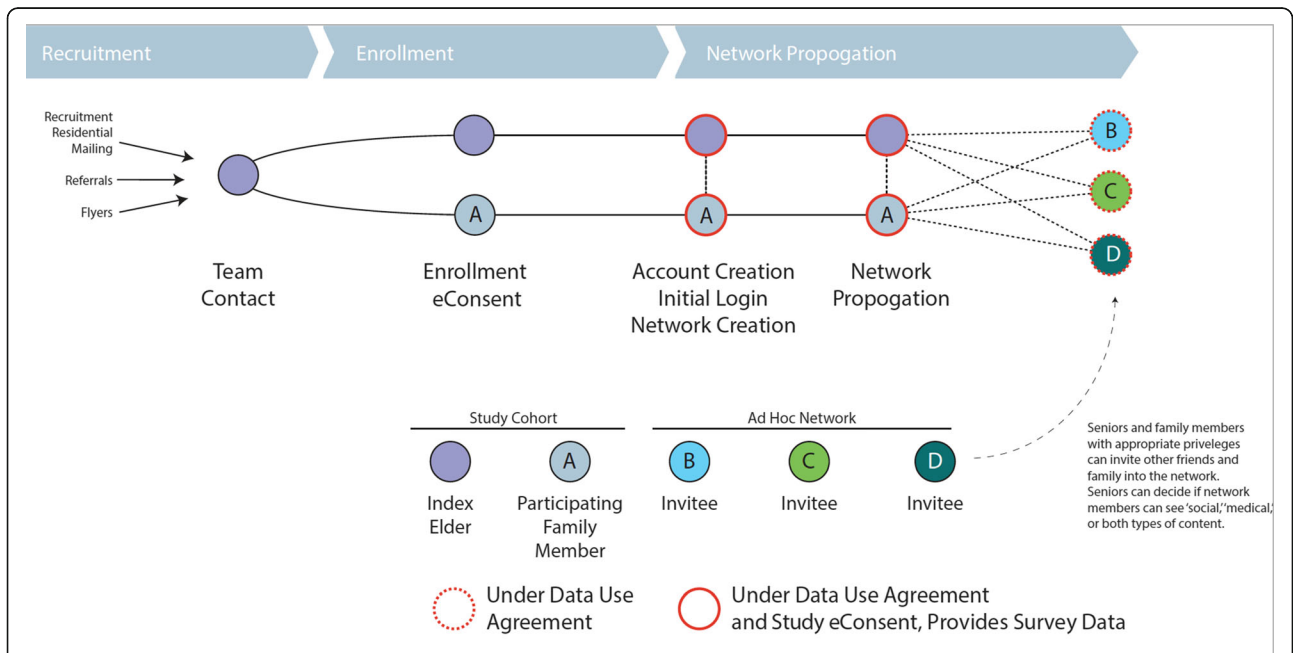 Recruitment
Enrollment
Network Propogation
Recruitment
Residential
Mailing
Referrals
Flyers
A
A
A
B
C
D
Team
Contact
Enrollment
eConsent
Account Creation
Initial Login
Network Creation
Network
Propogation
Study Cohort
Ad Hoc Network
A
B
C
D
Index
Elder
Participating
Family
Member
Invitee
Invitee
Invitee
Seniors and family members
with appropriate priveleges
can invite other friends and
family into the network.
Seniors can decide if network
members can see 'social,' 'medical,'
or both types of content.
Under Data Use
Agreement
Under Data Use Agreement
and Study eConsent, Provides Survey Data